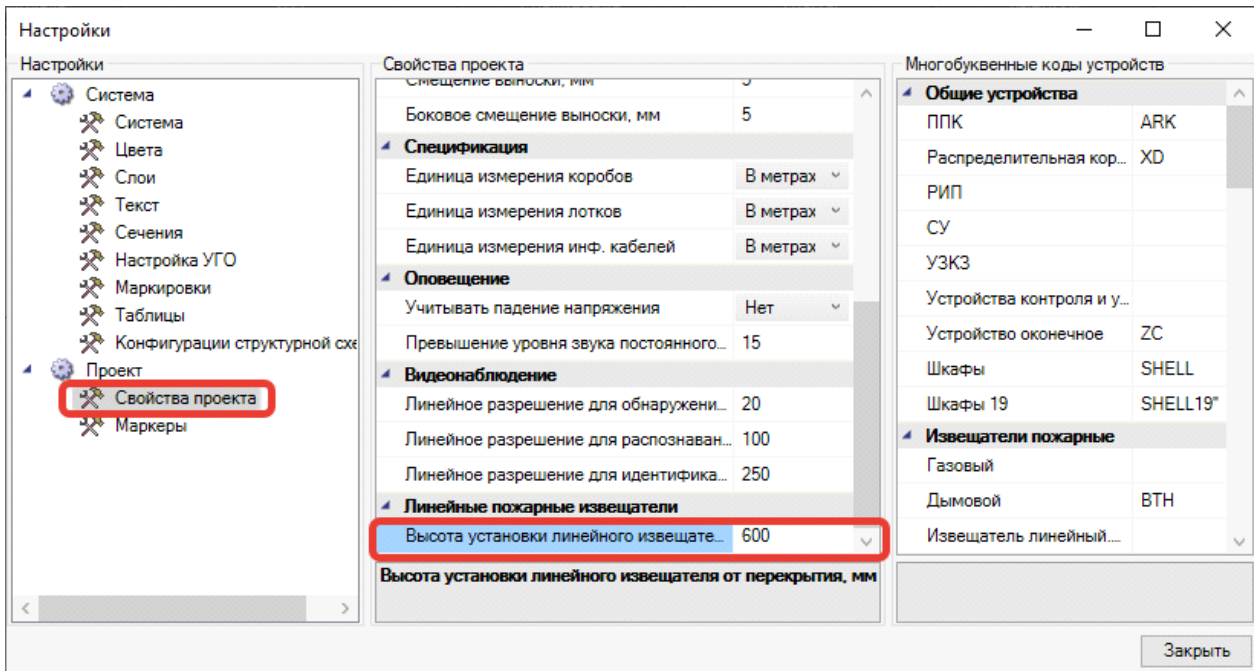 Настройки
Настройки
Система
Система
Цвета
Слои
Текст
Сечения
Настройка УГО
Маркировки
Таблицы
Конфигурации структурной схе
Проект
Свойства проекта
Маркеры
Свойства проекта
Смещение выноски, мм 5
Боковое смещение выноски, мм 5
Спецификация
Единица измерения коробов В метрах
Единица измерения лотков В метрах
Единица измерения инф. кабелей В метрах
Оповещение
Учитывать падение напряжения Нет
Превышение уровня звука постоянного... 15
Видеонаблюдение
Линейное разрешение для обнаружени... 20
Линейное разрешение для распознаван... 100
Линейное разрешение для идентифика... 250
Линейные пожарные извещатели
Высота установки линейного извещате... 600
Высота установки линейного извещателя от перекрытия, мм
Многобуквенные коды устройств
Общие устройства
ППК ARK
Распределительная кор... XD
РИП
СУ
УЗКЗ
Устройства контроля и у...
Устройство оконечное ZC
Шкафы SHELL
Шкафы 19 SHELL19"
Извещатели пожарные
Газовый
Дымовой BTH
Извещатель линейный....
Закрыть